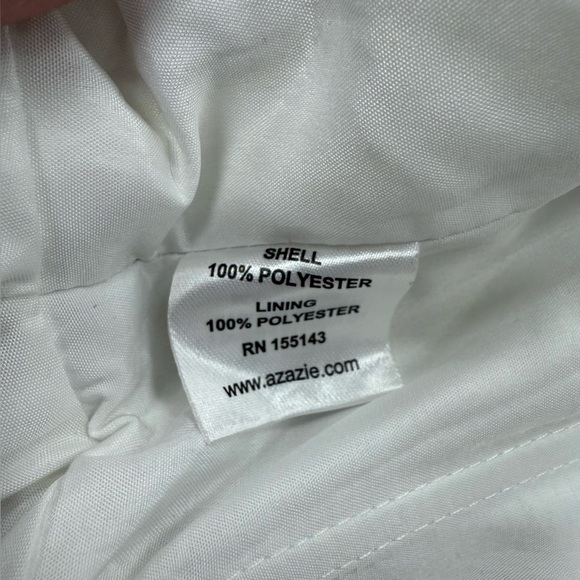 SHELL
100% POLYESTER
LINING
100% POLYESTER
RN 155143
www.azazie.com